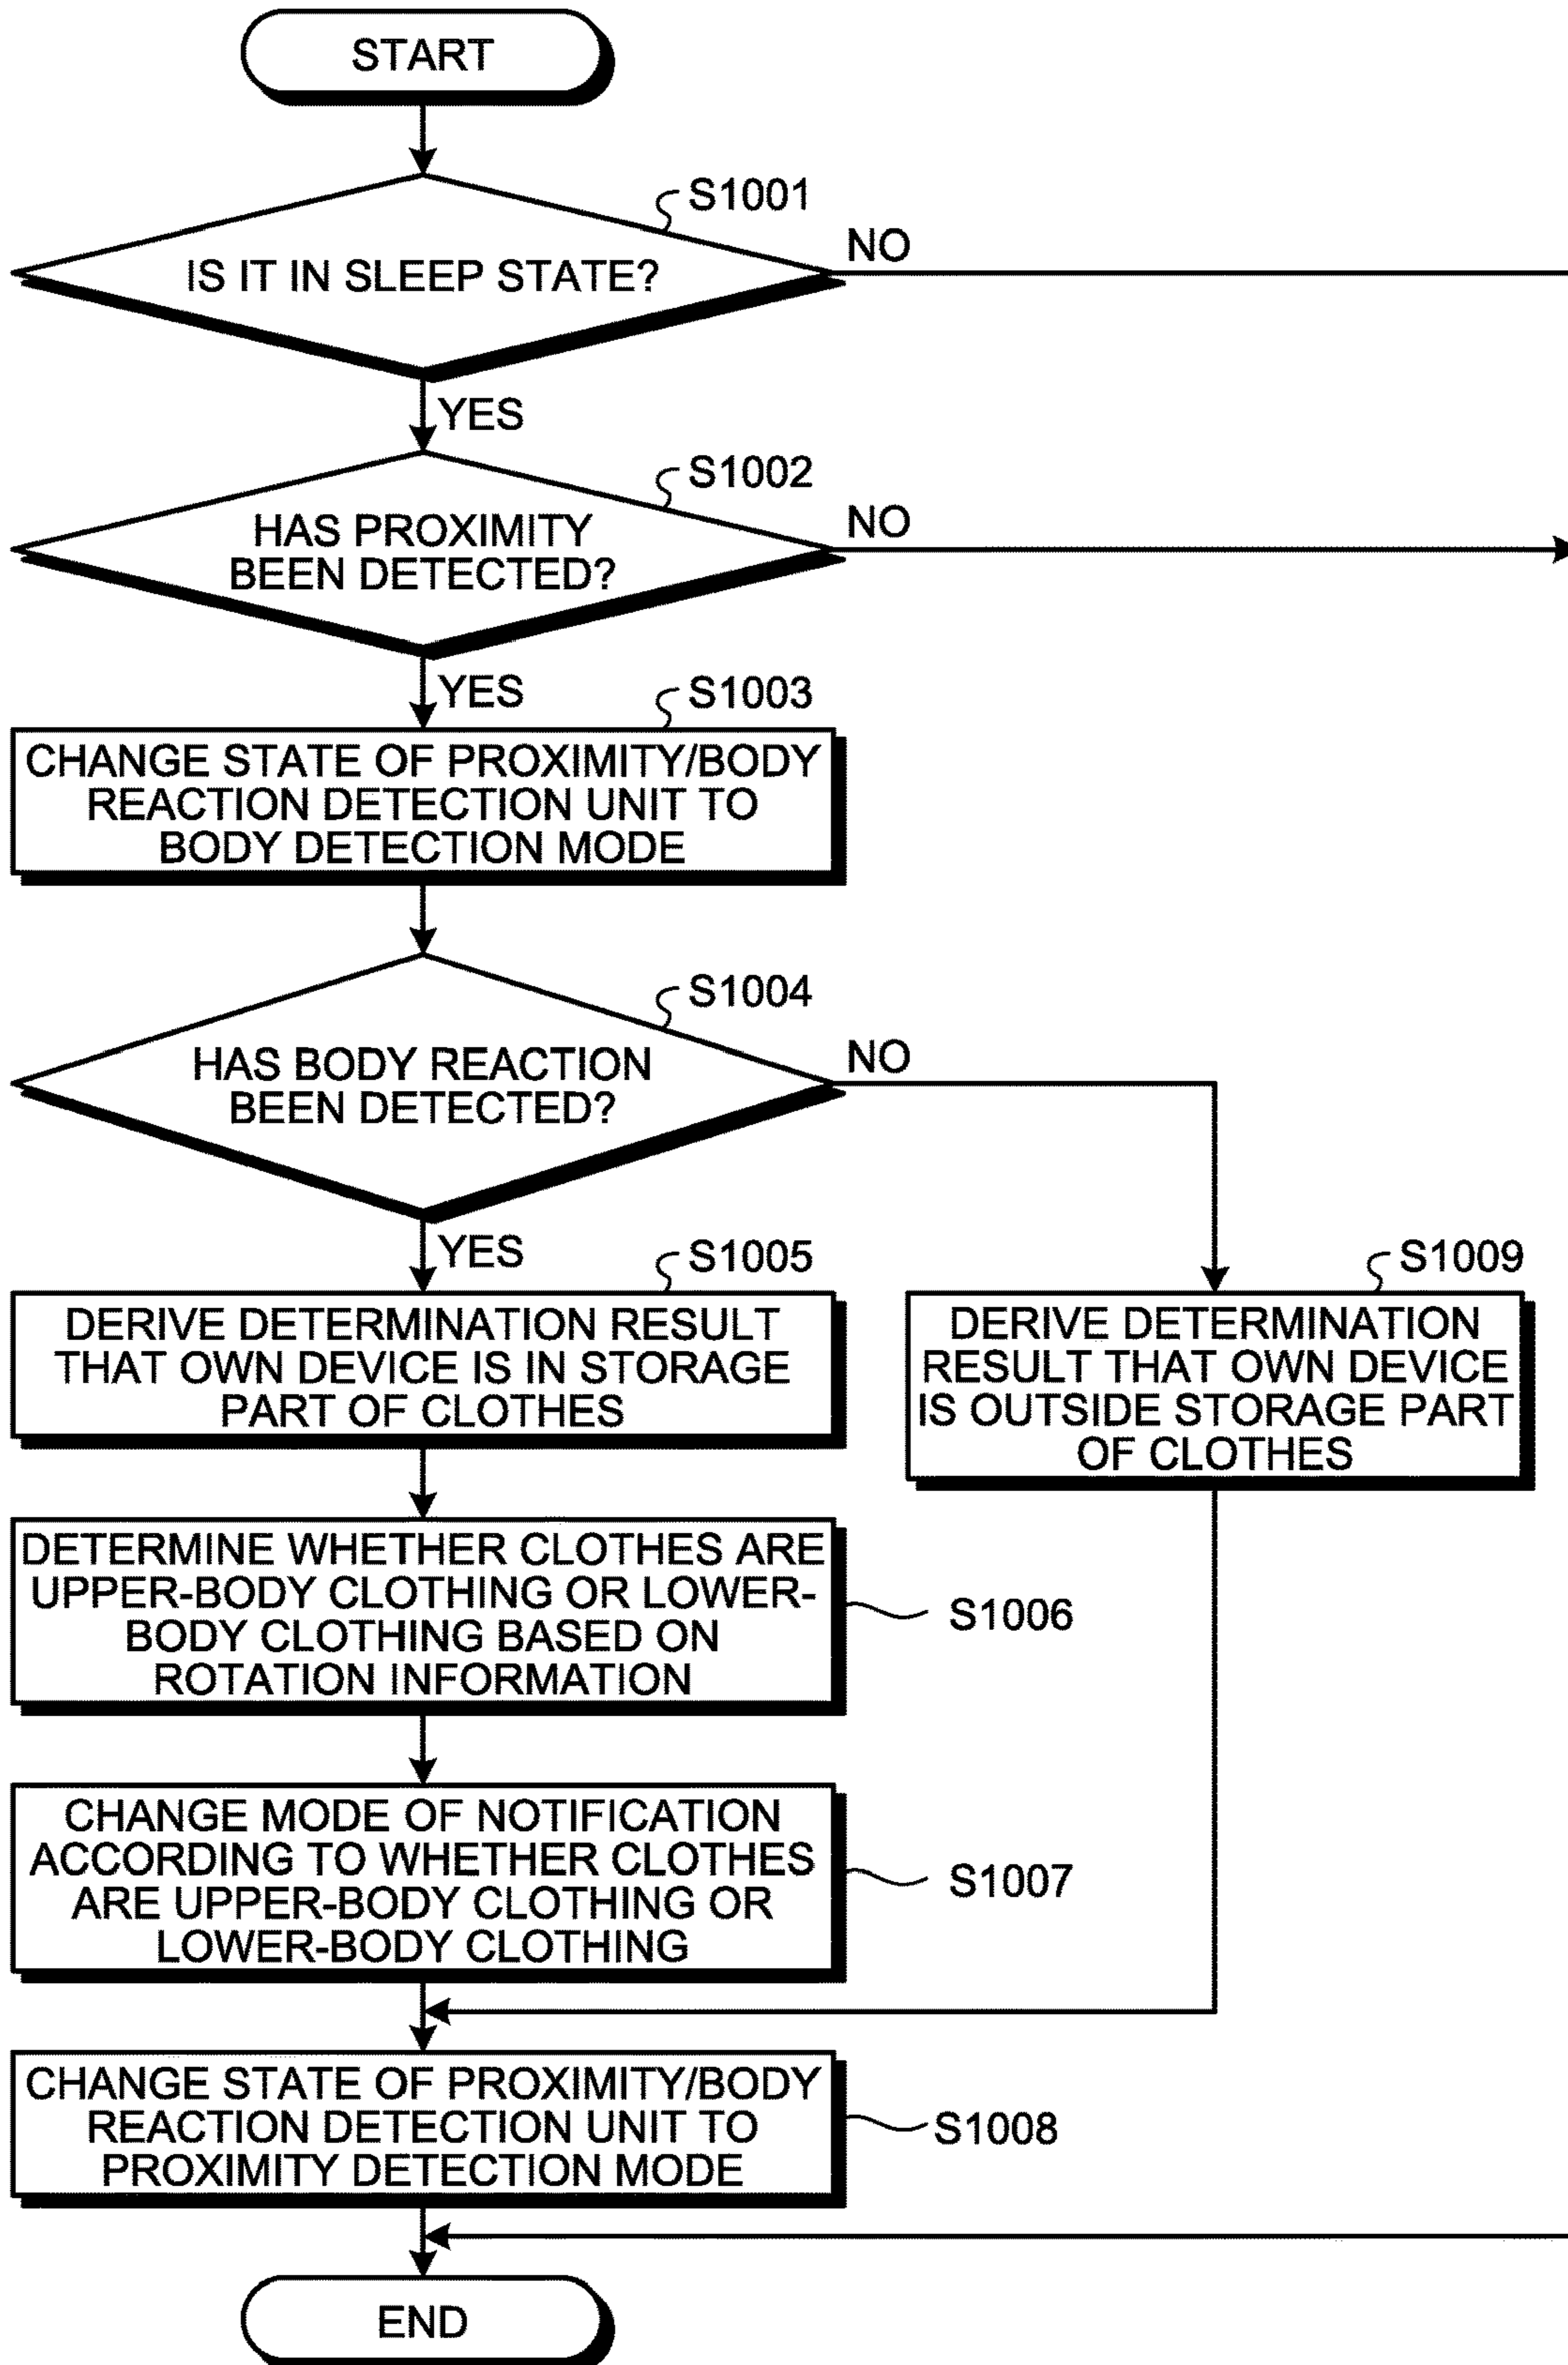 START
S1001
IS IT IN SLEEP STATE?
NO
YES
S1002
HAS PROXIMITY
BEEN DETECTED?
NO
YES
S1003
CHANGE STATE OF PROXIMITY/BODY
REACTION DETECTION UNIT TO
BODY DETECTION MODE
S1004
HAS BODY REACTION
BEEN DETECTED?
NO
YES
S1005
DERIVE DETERMINATION RESULT
THAT OWN DEVICE IS IN STORAGE
PART OF CLOTHES
S1009
DERIVE DETERMINATION
RESULT THAT OWN DEVICE
IS OUTSIDE STORAGE PART
OF CLOTHES
DETERMINE WHETHER CLOTHES ARE
UPPER-BODY CLOTHING OR LOWER-
BODY CLOTHING BASED ON
ROTATION INFORMATION
S1006
CHANGE MODE OF NOTIFICATION
ACCORDING TO WHETHER CLOTHES
ARE UPPER-BODY CLOTHING OR
LOWER-BODY CLOTHING
S1007
CHANGE STATE OF PROXIMITY/BODY
REACTION DETECTION UNIT TO
PROXIMITY DETECTION MODE
S1008
END